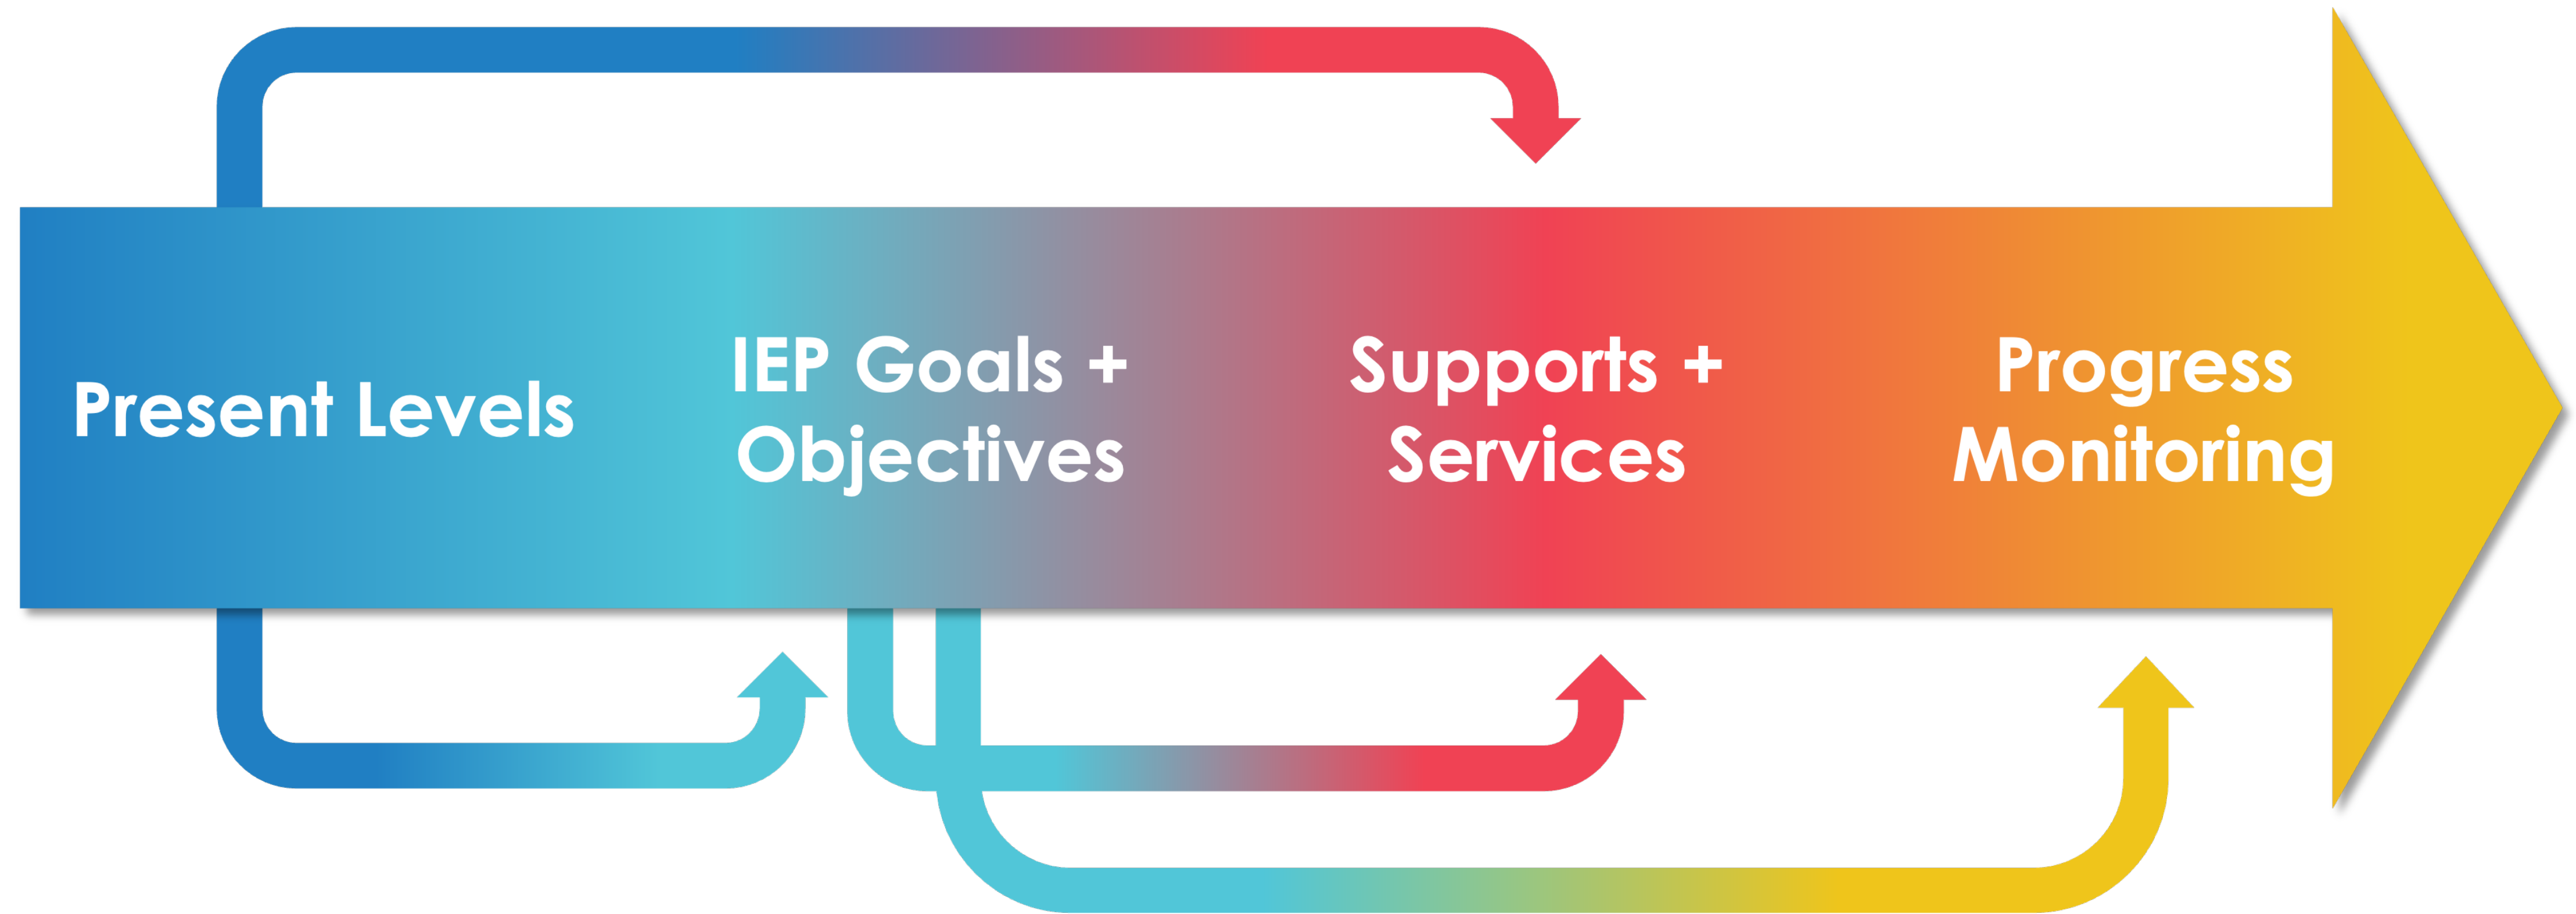 Present Levels
IEP Goals +
Objectives
Supports +
Services
Progress
Monitoring